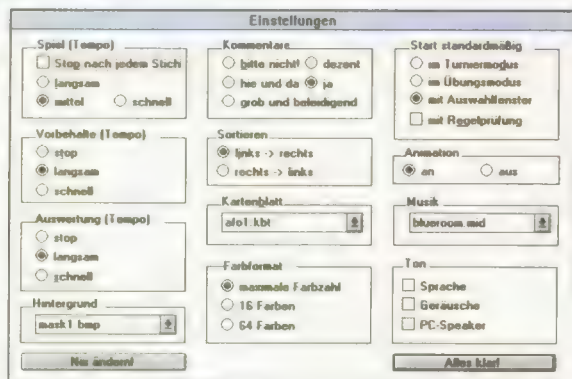 Einstellungen
Spiel (Tempo)
Stop nach jedem Stich
langsam
mittel
schnell
Vorbehalte (Tempo)
stop
langsam
schnell
Auswertung (Tempo)
stop
langsam
schnell
Hintergrund
mask1.bmp
Nix ändern!
Kommentare
bitte nicht!
dezent
hie und da
ja
grob und beleidigend
Sortieren
links -> rechts
rechts -> links
Kartenblatt
afo1.kbt
Farbformat
maximale Farbzahl
16 Farben
64 Farben
Start standardmäßig
im Turniermodus
im Übungsmodus
mit Auswahlfenster
mit Regelprüfung
Animation
an
aus
Musik
blueroom.mid
Ton
Sprache
Geräusche
PC-Speaker
Alles klar!